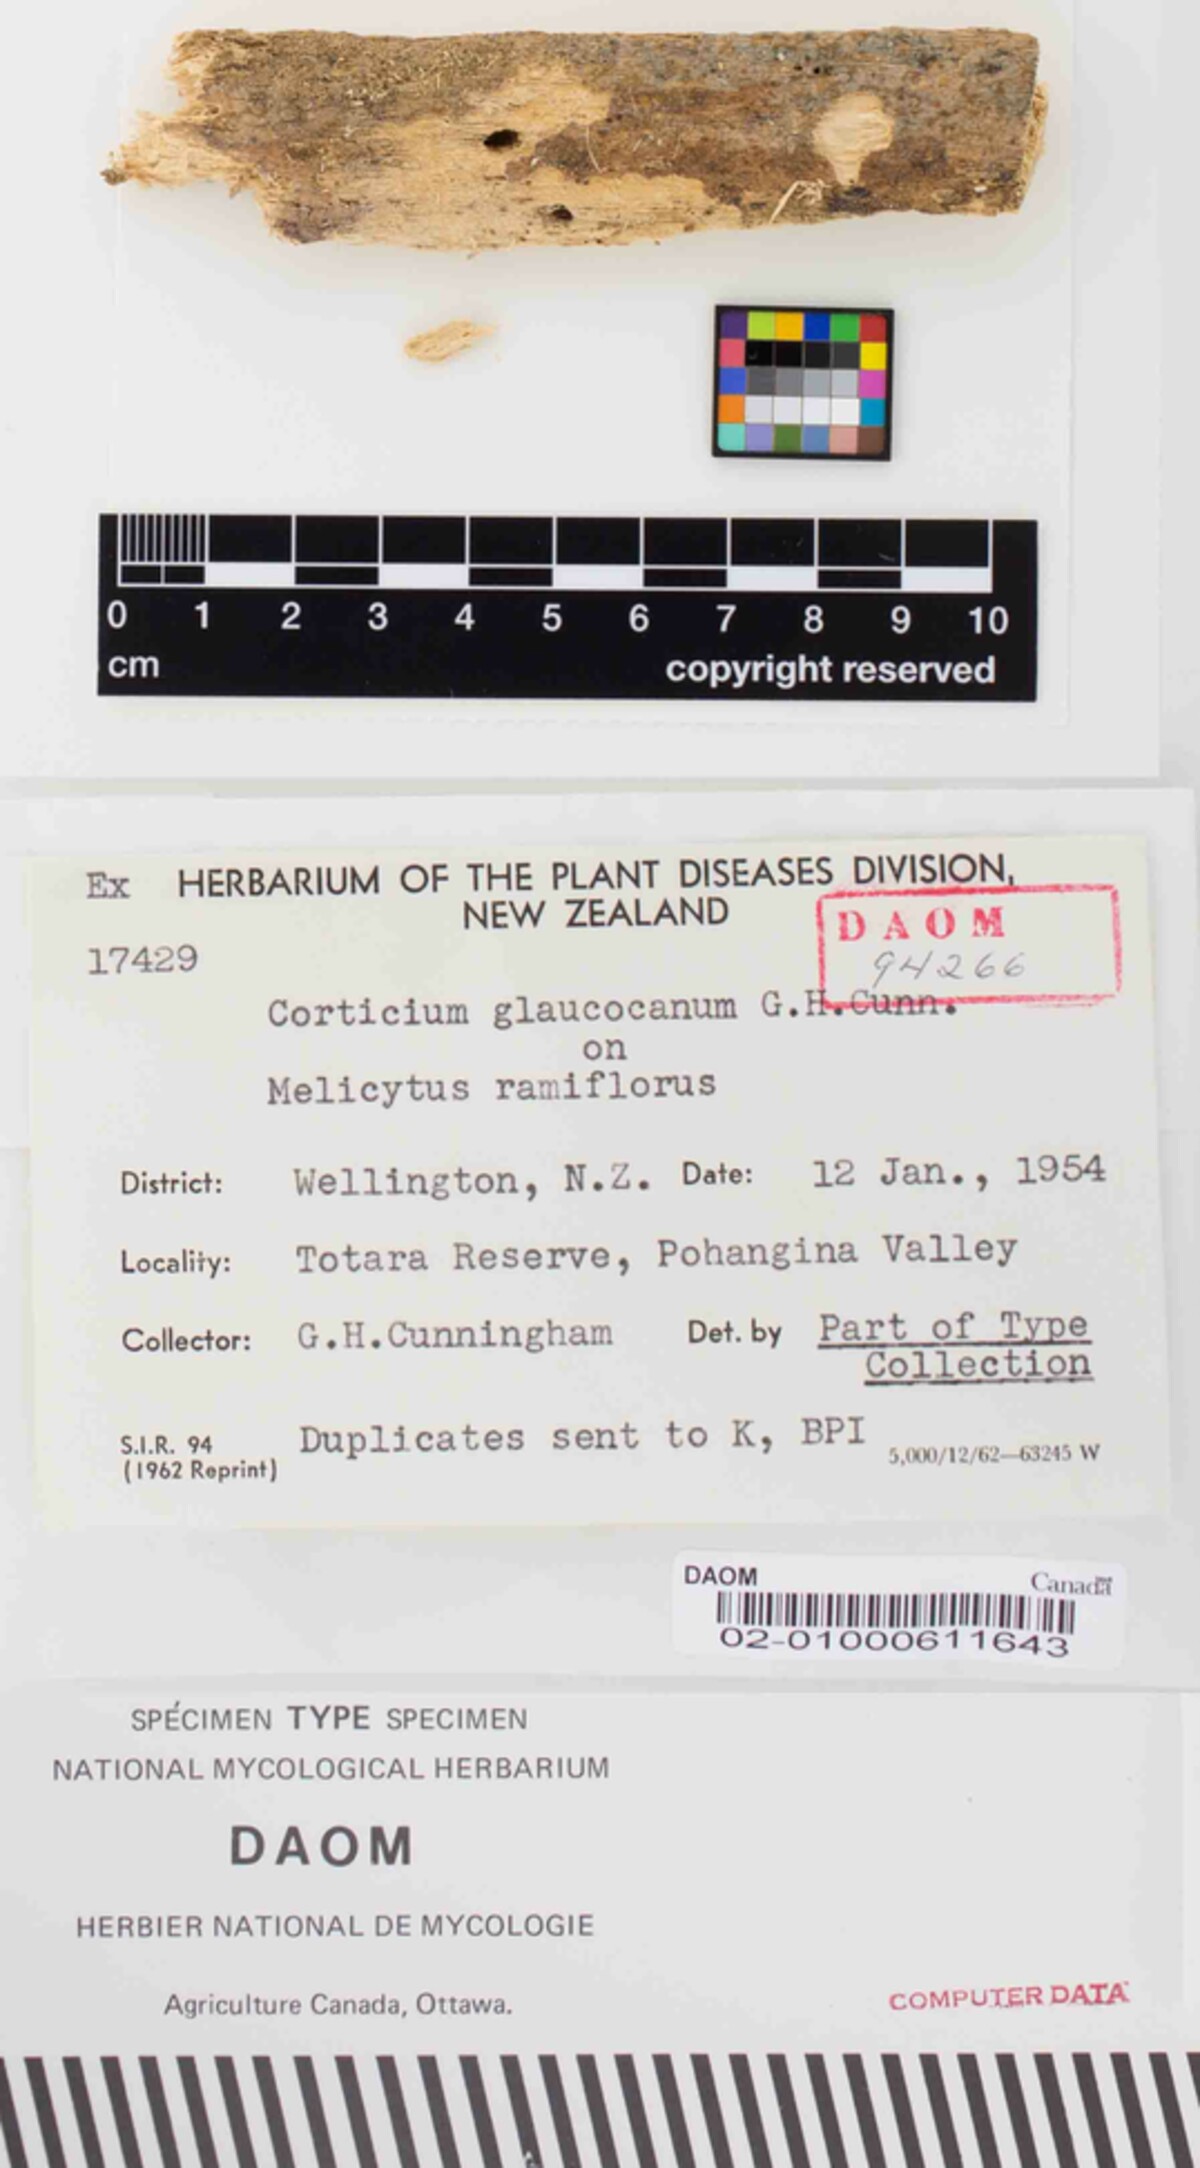 0 1 2 3 4 5 6 7 8 9 10
cm copyright reserved
Ex HERBARIUM OF THE PLANT DISEASES DIVISION,
NEW ZEALAND
DAOM
17429
94266
Corticium glaucocanum G.H.Cunn.
on
Melicytus ramiflorus
District: Wellington, N.Z. Date: 12 Jan., 1954
Locality: Totara Reserve, Pohangina Valley
Collector: G.H.Cunningham Det. by Part of Type
Collection
S.I.R. 94 Duplicates sent to K, BPI
(1962 Reprint) 5,000/12/62—63245 W
DAOM Canada
02-01000611643
SPÉCIMEN TYPE SPECIMEN
NATIONAL MYCOLOGICAL HERBARIUM
DAOM
HERBIER NATIONAL DE MYCOLOGIE
Agriculture Canada, Ottawa.
COMPUTER DATA